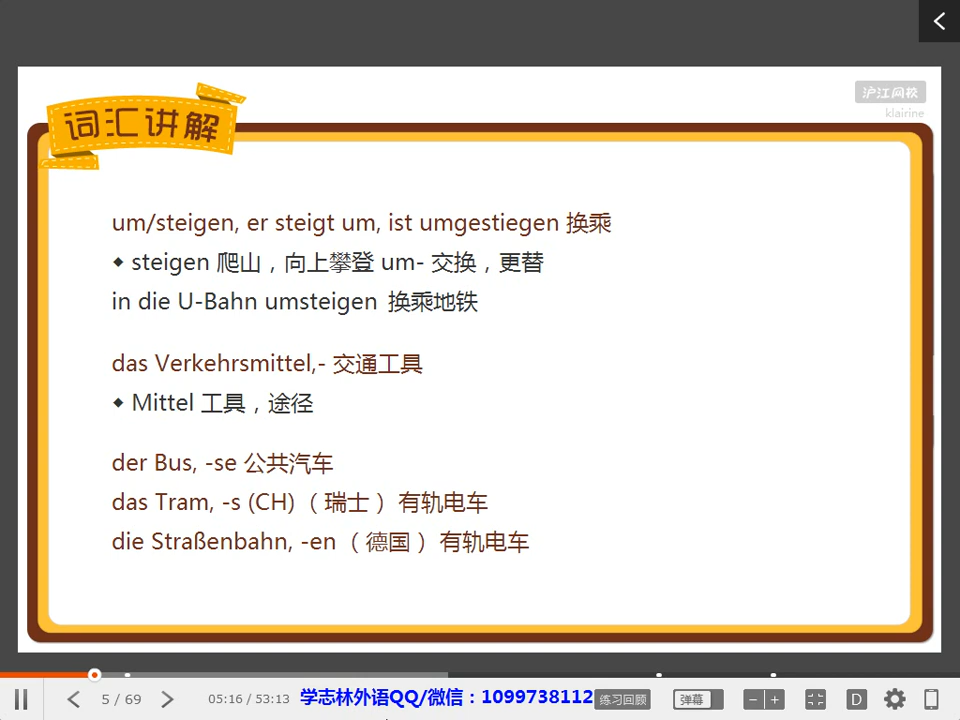 沪江网校
klairine
词汇讲解
um/steigen, er steigt um, ist umgestiegen 换乘
◆ steigen 爬山，向上攀登 um- 交换，更替
in die U-Bahn umsteigen 换乘地铁
das Verkehrsmittel,- 交通工具
◆ Mittel 工具，途径
der Bus, -se 公共汽车
das Tram, -s (CH) （瑞士） 有轨电车
die Straßenbahn, -en （德国） 有轨电车
5 / 69 05:16 / 53:13 学志林外语QQ/微信：1099738112 练习回顾 弹幕 − + D